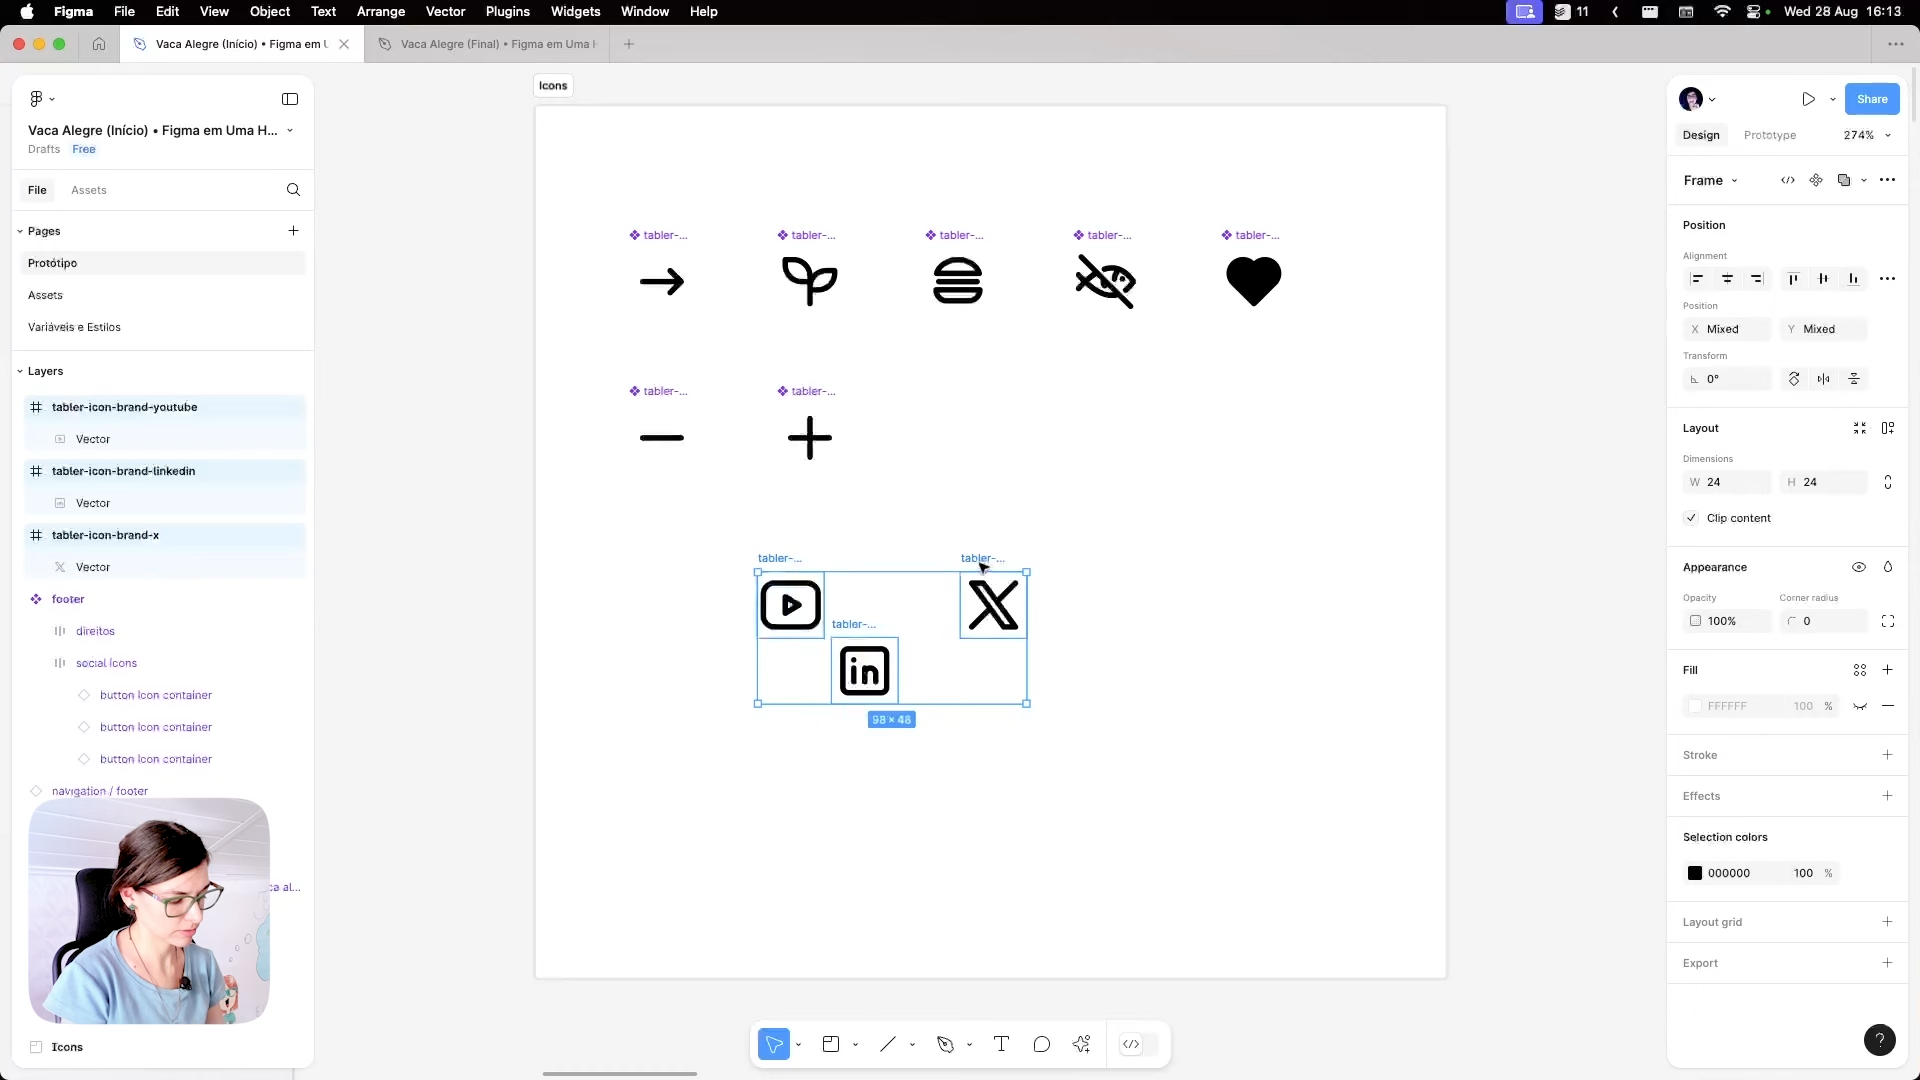 Figma File Edit View Object Text Arrange Vector Plugins Widgets Window Help
11
Wed 28 Aug 16:13
Vaca Alegre (Início) • Figma em U
Vaca Alegre (Final) • Figma em Uma H
Vaca Alegre (Início) • Figma em Uma H...
Drafts Free
File Assets
Pages
Protótipo
Assets
Variáveis e Estilos
Layers
tabler-icon-brand-youtube
Vector
tabler-icon-brand-linkedin
Vector
tabler-icon-brand-x
Vector
footer
direitos
social icons
button icon container
button icon container
button icon container
navigation / footer
ca al...
Icons
Icons
tabler-... tabler-... tabler-... tabler-... tabler-...
tabler-... tabler-...
tabler-... tabler-...
tabler-...
in
98 × 48
Share
Design Prototype 274%
Frame
Position
Alignment
Position
X Mixed Y Mixed
Transform
0°
Layout
Dimensions
W 24 H 24
Clip content
Appearance
Opacity Corner radius
100% 0
Fill
FFFFFF 100 %
Stroke
Effects
Selection colors
000000 100 %
Layout grid
Export
?